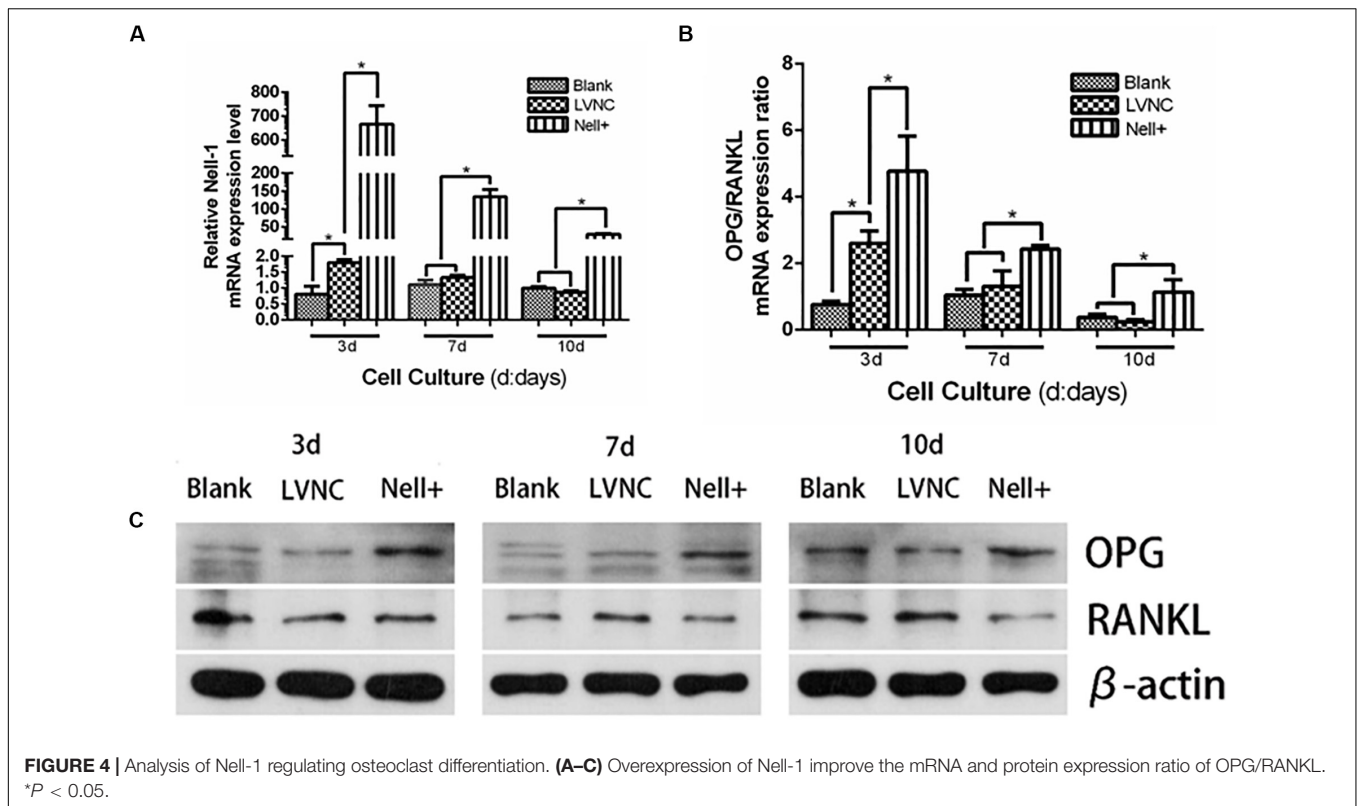 A
Relative Nell-1
mRNA expression level
800
700
600
200
150
100
50
2.0
1.5
1.0
0.5
0.0
*
*
*
*
Blank
LVNC
Nell+
3d
7d
10d
Cell Culture (d:days)
B
OPG/RANKL
mRNA expression ratio
8
6
4
2
0
*
*
*
*
Blank
LVNC
Nell+
3d
7d
10d
Cell Culture (d:days)
3d 7d 10d
Blank LVNC Nell+ Blank LVNC Nell+ Blank LVNC Nell+
C
OPG
RANKL
β-actin
FIGURE 4 | Analysis of Nell-1 regulating osteoclast differentiation. (A–C) Overexpression of Nell-1 improve the mRNA and protein expression ratio of OPG/RANKL.
*P < 0.05.